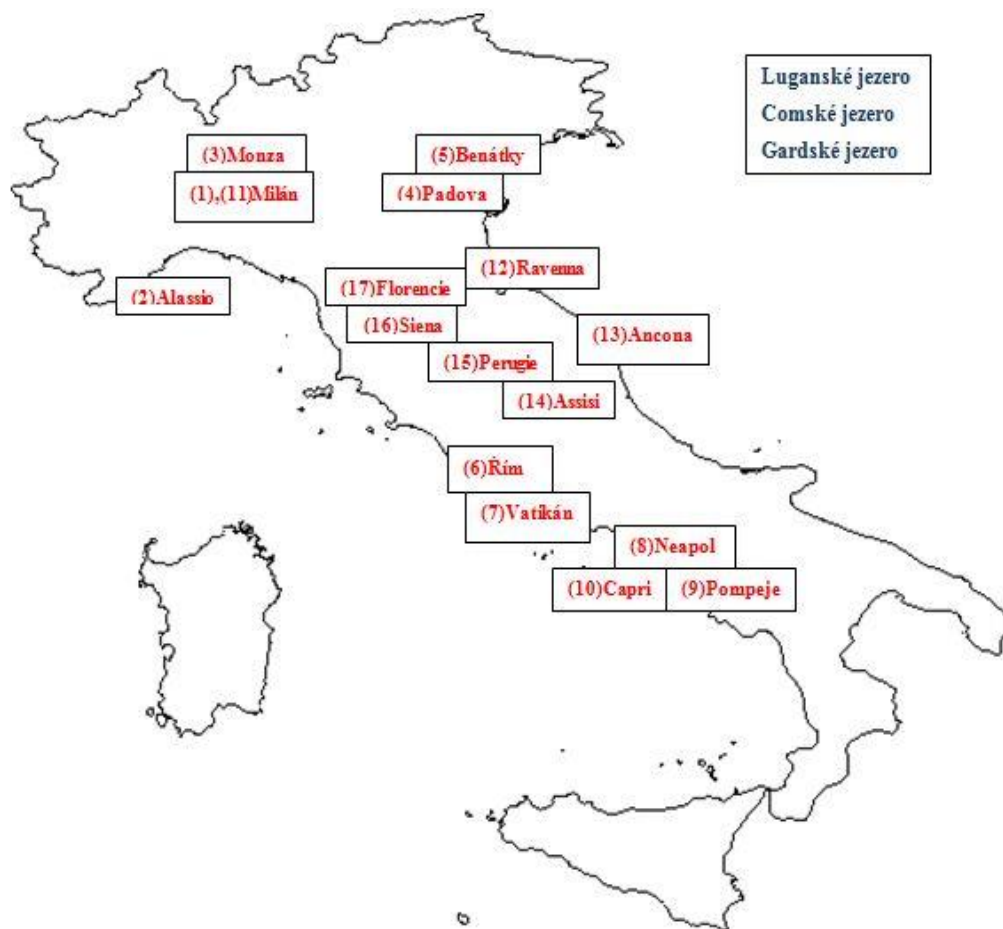 Luganské jezero
Comské jezero
Gardské jezero
(3)Monza
(5)Benátky
(1),(11)Milán
(4)Padova
(12)Ravenna
(2)Alassio
(17)Florencie
(16)Siena
(13)Ancona
(15)Perugie
(14)Assisi
(6)Řím
(7)Vatikán
(8)Neapol
(10)Capri
(9)Pompeje